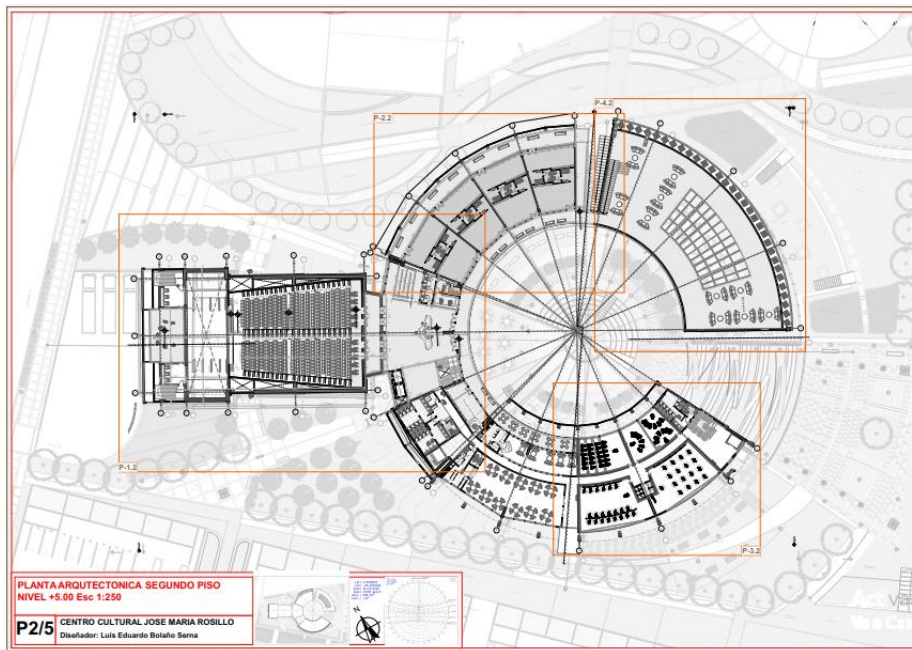 P-4.2
P-2.2
P-1.2
P-3.2
PLANTA ARQUITECTONICA SEGUNDO PISO
NIVEL +5.00 Esc 1:250
P2/5
CENTRO CULTURAL JOSE MARIA ROSILLO
Diseñador: Luis Eduardo Bolaño Serna
N